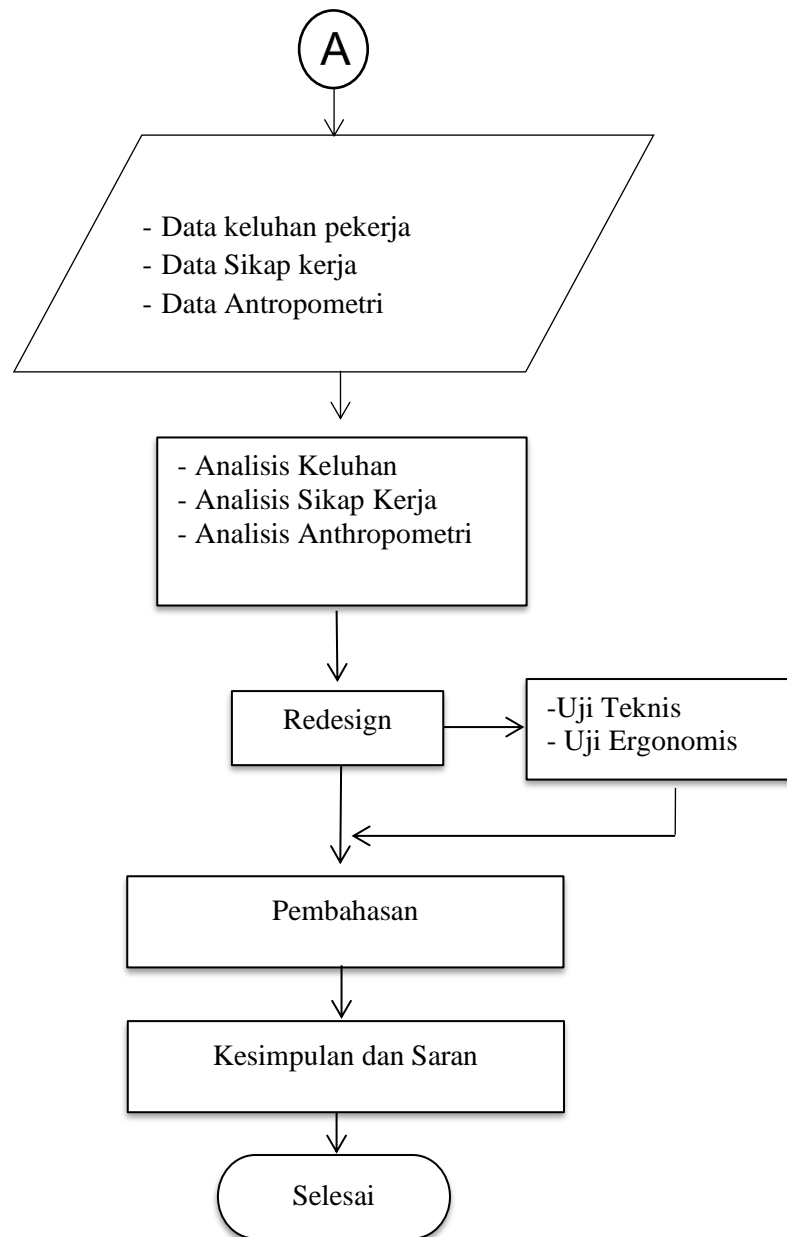 A
- Data keluhan pekerja
- Data Sikap kerja
- Data Antropometri
- Analisis Keluhan
- Analisis Sikap Kerja
- Analisis Anthropometri
Redesign
-Uji Teknis
- Uji Ergonomis
Pembahasan
Kesimpulan dan Saran
Selesai